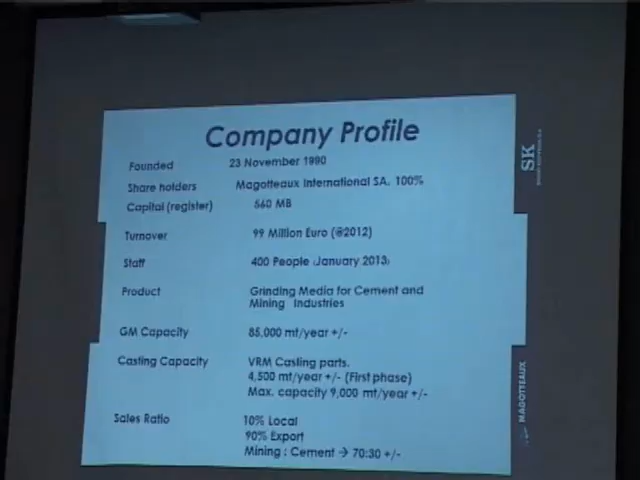 Company Profile
Founded 23 November 1990
Share holders Magotteaux International SA. 100%
Capital (register) 560 MB
Turnover 99 Million Euro (@2012)
Staff 400 People (January 2013)
Product Grinding Media for Cement and
Mining Industries
GM Capacity 85,000 mt/year +/-
Casting Capacity VRM Casting parts.
4,500 mt/year +/- (First phase)
Max. capacity 9,000 mt/year +/-
Sales Ratio 10% Local
90% Export
Mining : Cement → 70:30 +/-
SK
MAGOTTEAUX